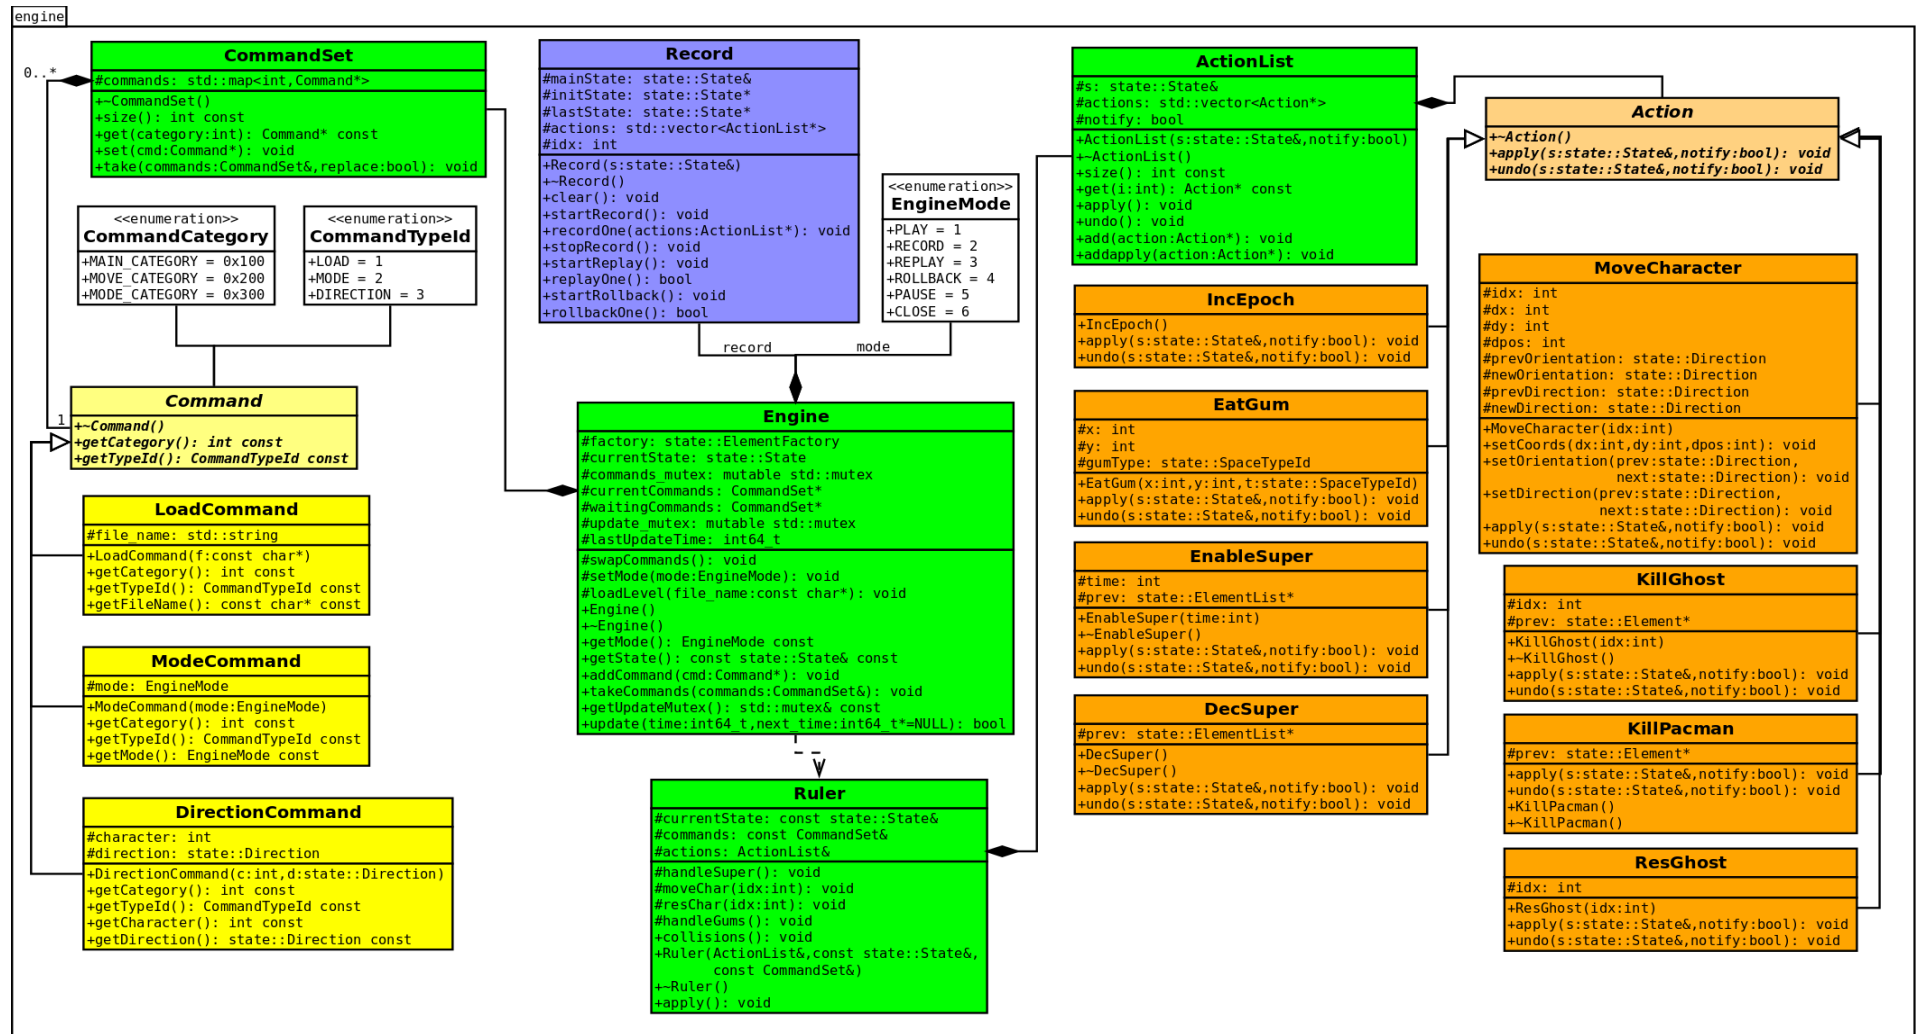 engine
CommandSet
#commands: std::map<int,Command*>
+~CommandSet()
+size(): int const
+get(category:int): Command* const
+set(cmd:Command*): void
+take(commands:CommandSet&,replace:bool): void
0..*
<<enumeration>>
CommandCategory
+MAIN_CATEGORY = 0x100
+MOVE_CATEGORY = 0x200
+MODE_CATEGORY = 0x300
<<enumeration>>
CommandTypeId
+LOAD = 1
+MODE = 2
+DIRECTION = 3
1
Command
+~Command()
+getCategory(): int const
+getTypeId(): CommandTypeId const
LoadCommand
#file_name: std::string
+LoadCommand(f:const char*)
+getCategory(): int const
+getTypeId(): CommandTypeId const
+getFileName(): const char* const
ModeCommand
#mode: EngineMode
+ModeCommand(mode:EngineMode)
+getCategory(): int const
+getTypeId(): CommandTypeId const
+getMode(): EngineMode const
DirectionCommand
#character: int
#direction: state::Direction
+DirectionCommand(c:int,d:state::Direction)
+getCategory(): int const
+getTypeId(): CommandTypeId const
+getCharacter(): int const
+getDirection(): state::Direction const
Record
#mainState: state::State&
#initState: state::State*
#lastState: state::State*
#actions: std::vector<ActionList*>
#idx: int
+Record(s:state::State&)
+~Record()
+clear(): void
+startRecord(): void
+recordOne(actions:ActionList*): void
+stopRecord(): void
+startReplay(): void
+replayOne(): bool
+startRollback(): void
+rollbackOne(): bool
<<enumeration>>
EngineMode
+PLAY = 1
+RECORD = 2
+REPLAY = 3
+ROLLBACK = 4
+PAUSE = 5
+CLOSE = 6
record
mode
Engine
#factory: state::ElementFactory
#currentState: state::State
#commands_mutex: mutable std::mutex
#currentCommands: CommandSet*
#waitingCommands: CommandSet*
#update_mutex: mutable std::mutex
#lastUpdateTime: int64_t
#swapCommands(): void
#setMode(mode:EngineMode): void
#loadLevel(file_name:const char*): void
+Engine()
+~Engine()
+getMode(): EngineMode const
+getState(): const state::State& const
+addCommand(cmd:Command*): void
+takeCommands(commands:CommandSet&): void
+getUpdateMutex(): std::mutex& const
+update(time:int64_t,next_time:int64_t*=NULL): bool
Ruler
#currentState: const state::State&
#commands: const CommandSet&
#actions: ActionList&
#handleSuper(): void
#moveChar(idx:int): void
#resChar(idx:int): void
#handleGums(): void
+collisions(): void
+Ruler(ActionList&,const state::State&,
const CommandSet&)
+~Ruler()
+apply(): void
ActionList
#s: state::State&
#actions: std::vector<Action*>
#notify: bool
+ActionList(s:state::State&,notify:bool)
+~ActionList()
+size(): int const
+get(i:int): Action* const
+apply(): void
+undo(): void
+add(action:Action*): void
+addapply(action:Action*): void
Action
+~Action()
+apply(s:state::State&,notify:bool): void
+undo(s:state::State&,notify:bool): void
IncEpoch
+IncEpoch()
+apply(s:state::State&,notify:bool): void
+undo(s:state::State&,notify:bool): void
EatGum
#x: int
#y: int
#gumType: state::SpaceTypeId
+EatGum(x:int,y:int,t:state::SpaceTypeId)
+apply(s:state::State&,notify:bool): void
+undo(s:state::State&,notify:bool): void
EnableSuper
#time: int
#prev: state::ElementList*
+EnableSuper(time:int)
+~EnableSuper()
+apply(s:state::State&,notify:bool): void
+undo(s:state::State&,notify:bool): void
DecSuper
#prev: state::ElementList*
+DecSuper()
+~DecSuper()
+apply(s:state::State&,notify:bool): void
+undo(s:state::State&,notify:bool): void
MoveCharacter
#idx: int
#dx: int
#dy: int
#dpos: int
#prevOrientation: state::Direction
#newOrientation: state::Direction
#prevDirection: state::Direction
#newDirection: state::Direction
+MoveCharacter(idx:int)
+setCoords(dx:int,dy:int,dpos:int): void
+setOrientation(prev:state::Direction,
next:state::Direction): void
+setDirection(prev:state::Direction,
next:state::Direction): void
+apply(s:state::State&,notify:bool): void
+undo(s:state::State&,notify:bool): void
KillGhost
#idx: int
#prev: state::Element*
+KillGhost(idx:int)
+~KillGhost()
+apply(s:state::State&,notify:bool): void
+undo(s:state::State&,notify:bool): void
KillPacman
#prev: state::Element*
+apply(s:state::State&,notify:bool): void
+undo(s:state::State&,notify:bool): void
+KillPacman()
+~KillPacman()
ResGhost
#idx: int
+ResGhost(idx:int)
+apply(s:state::State&,notify:bool): void
+undo(s:state::State&,notify:bool): void